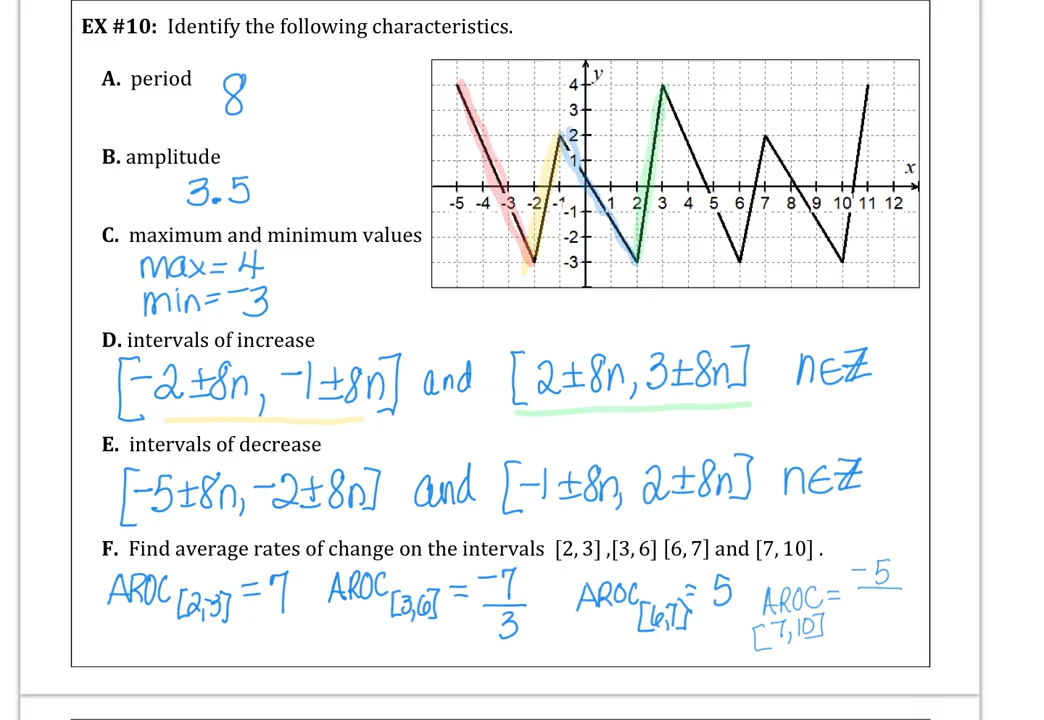 EX #10: Identify the following characteristics.
A. period 8
B. amplitude
3.5
C. maximum and minimum values
max = 4
min = -3
y
4
3
2
1
-1
-2
-3
x
-5 -4 -3 -2 -1 1 2 3 4 5 6 7 8 9 10 11 12
D. intervals of increase
[-2±8n, -1±8n] and [2±8n, 3±8n] n∈Z
E. intervals of decrease
[-5±8n, -2±8n] and [-1±8n, 2±8n] n∈Z
F. Find average rates of change on the intervals [2,3] ,[3,6] [6,7] and [7,10] .
AROC [2,3] = 7 AROC [3,6] = -7/3 AROC [6,7] = 5 AROC [7,10] = -5